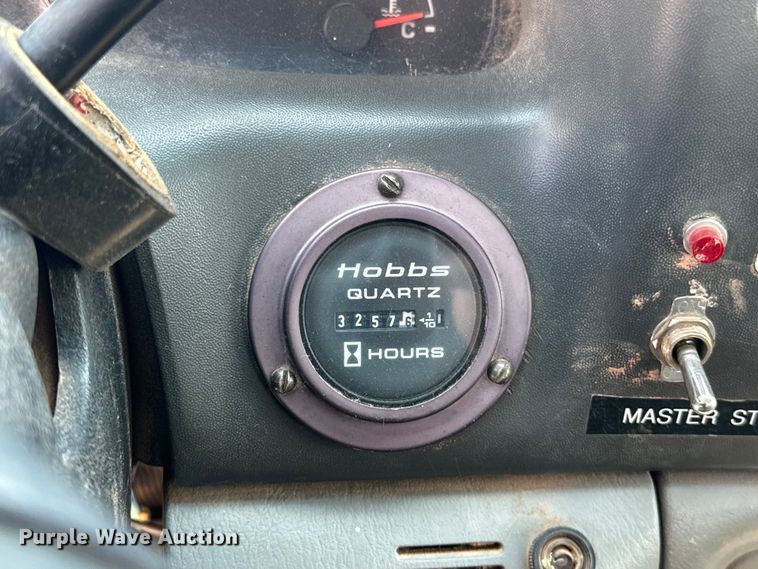 C
Hobbs
QUARTZ
3 2 5 7 1/10
HOURS
MASTER ST
Purple Wave Auction